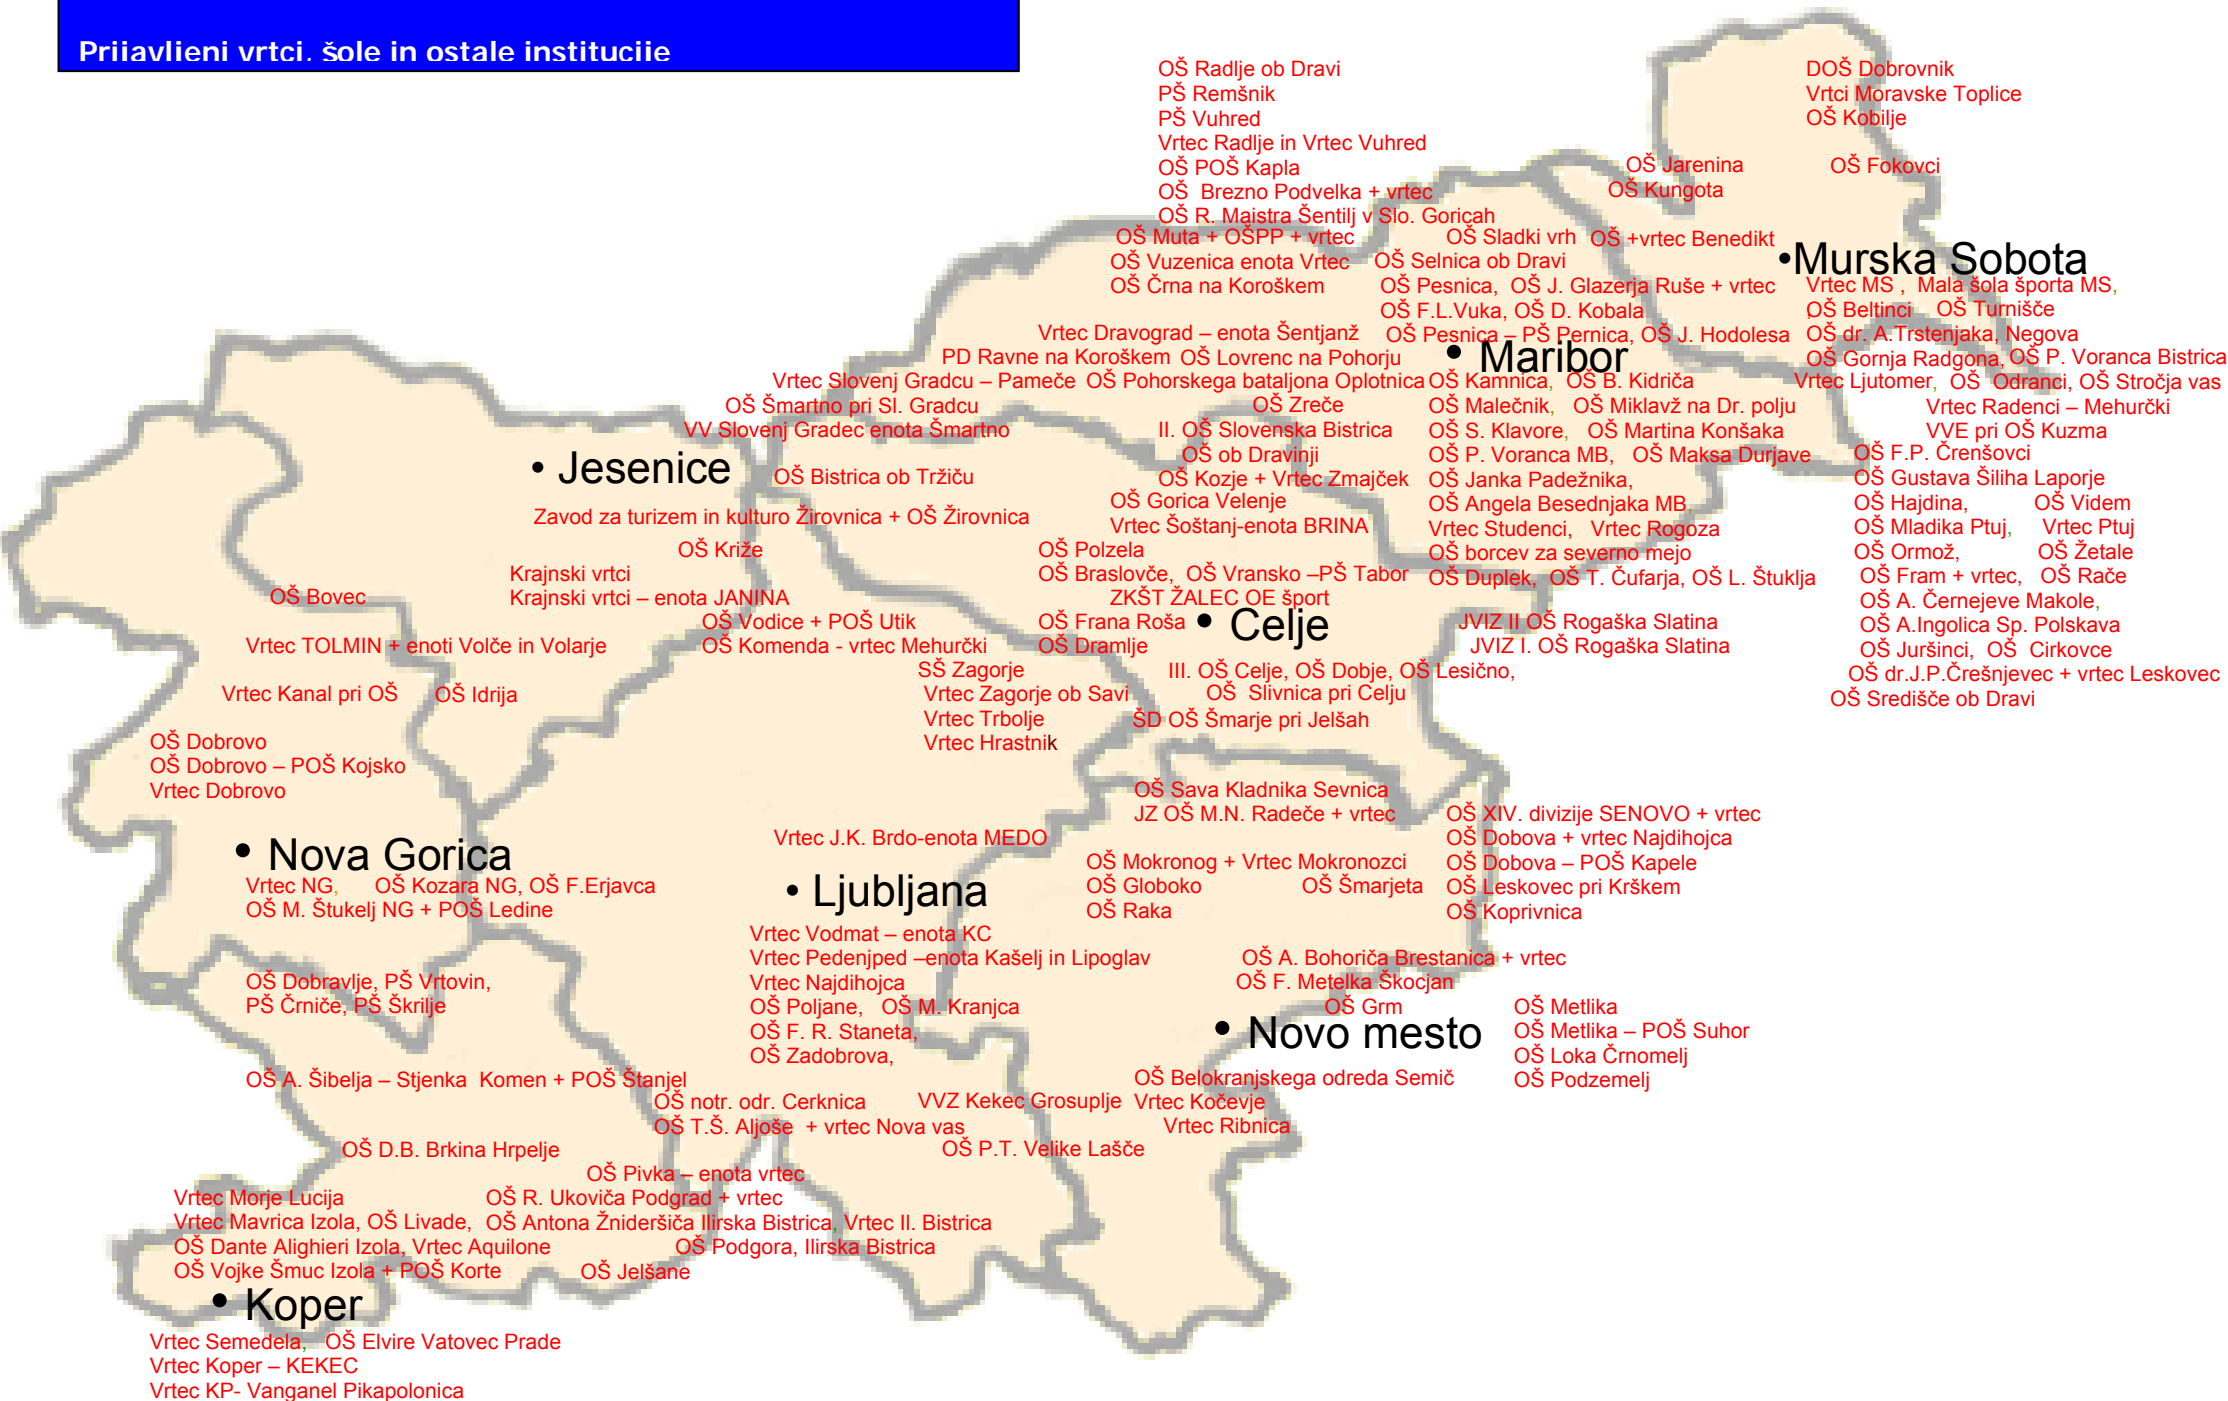 Prijavljeni vrtci, šole in ostale institucije
OŠ Radlje ob Dravi
PŠ Remšnik
PŠ Vuhred
Vrtec Radlje in Vrtec Vuhred
OŠ POŠ Kapla
OŠ Brezno Podvelka + vrtec
OŠ R. Maistra Šentilj v Slo. Goricah
OŠ Muta + OŠPP + vrtec
OŠ Vuzenica enota Vrtec
OŠ Črna na Koroškem
Vrtec Dravograd – enota Šentjanž
PD Ravne na Koroškem
OŠ Lovrenc na Pohorju
Vrtec Slovenj Gradcu – Pameče
OŠ Pohorskega bataljona Oplotnica
OŠ Šmartno pri Sl. Gradcu
VV Slovenj Gradec enota Šmartno
OŠ Zreče
II. OŠ Slovenska Bistrica
OŠ ob Dravinji
OŠ Kozje + Vrtec Zmajček
OŠ Gorica Velenje
Vrtec Šoštanj-enota BRINA
DOŠ Dobrovnik
Vrtci Moravske Toplice
OŠ Kobilje
OŠ Fokovci
OŠ Jarenina
OŠ Kungota
OŠ Sladki vrh
OŠ +vrtec Benedikt
OŠ Selnica ob Dravi
OŠ Pesnica, OŠ J. Glazerja Ruše + vrtec
OŠ F.L.Vuka, OŠ D. Kobala
OŠ Pesnica – PŠ Pernica, OŠ J. Hodolesa
• Maribor
OŠ Kamnica, OŠ B. Kidriča
OŠ Malečnik, OŠ Miklavž na Dr. polju
OŠ S. Klavore, OŠ Martina Konšaka
OŠ P. Voranca MB, OŠ Maksa Durjave
OŠ Janka Padežnika,
OŠ Angela Besednjaka MB,
Vrtec Studenci, Vrtec Rogoza
OŠ borcev za severno mejo
OŠ Duplek, OŠ T. Čufarja, OŠ L. Štuklja
•Murska Sobota
Vrtec MS , Mala šola športa MS,
OŠ Beltinci, OŠ Turnišče
OŠ dr. A.Trstenjaka, Negova
OŠ Gornja Radgona, OŠ P. Voranca Bistrica
Vrtec Ljutomer, OŠ Odranci, OŠ Stročja vas
Vrtec Radenci – Mehurčki
VVE pri OŠ Kuzma
OŠ F.P. Črenšovci
OŠ Gustava Šiliha Laporje
OŠ Hajdina, OŠ Videm
OŠ Mladika Ptuj, Vrtec Ptuj
OŠ Ormož, OŠ Žetale
OŠ Fram + vrtec, OŠ Rače
OŠ A. Černejeve Makole,
OŠ A.Ingolica Sp. Polskava
OŠ Juršinci, OŠ Cirkovce
OŠ dr.J.P.Črešnjevec + vrtec Leskovec
OŠ Središče ob Dravi
• Jesenice
OŠ Bistrica ob Tržiču
Zavod za turizem in kulturo Žirovnica + OŠ Žirovnica
OŠ Križe
Krajnski vrtci
Krajnski vrtci – enota JANINA
OŠ Vodice + POŠ Utik
OŠ Komenda - vrtec Mehurčki
OŠ Polzela
OŠ Braslovče, OŠ Vransko –PŠ Tabor
ZKŠT ŽALEC OE šport
OŠ Frana Roša
OŠ Dramlje
• Celje
JVIZ II OŠ Rogaška Slatina
JVIZ I. OŠ Rogaška Slatina
III. OŠ Celje, OŠ Dobje, OŠ Lesično,
OŠ Slivnica pri Celju
ŠD OŠ Šmarje pri Jelšah
SŠ Zagorje
Vrtec Zagorje ob Savi
Vrtec Trbolje
Vrtec Hrastnik
OŠ Bovec
Vrtec TOLMIN + enoti Volče in Volarje
Vrtec Kanal pri OŠ
OŠ Idrija
OŠ Dobrovo
OŠ Dobrovo – POŠ Kojsko
Vrtec Dobrovo
• Nova Gorica
Vrtec NG, OŠ Kozara NG, OŠ F.Erjavca
OŠ M. Štukelj NG + POŠ Ledine
OŠ Dobravlje, PŠ Vrtovin,
PŠ Črniče, PŠ Škrilje
OŠ A. Šibelja – Stjenka Komen + POŠ Štanjel
Vrtec J.K. Brdo-enota MEDO
• Ljubljana
Vrtec Vodmat – enota KC
Vrtec Pedenjped –enota Kašelj in Lipoglav
Vrtec Najdihojca
OŠ Poljane, OŠ M. Kranjca
OŠ F. R. Staneta,
OŠ Zadobrova,
OŠ notr. odr. Cerknica
OŠ T.Š. Aljoše + vrtec Nova vas
VVZ Kekec Grosuplje
OŠ P.T. Velike Lašče
OŠ Sava Kladnika Sevnica
JZ OŠ M.N. Radeče + vrtec
OŠ Mokronog + Vrtec Mokronozci
OŠ Globoko OŠ Šmarjeta
OŠ Raka
OŠ XIV. divizije SENOVO + vrtec
OŠ Dobova + vrtec Najdihojca
OŠ Dobova – POŠ Kapele
OŠ Leskovec pri Krškem
OŠ Koprivnica
OŠ A. Bohoriča Brestanica + vrtec
OŠ F. Metelka Škocjan
OŠ Grm
• Novo mesto
OŠ Metlika
OŠ Metlika – POŠ Suhor
OŠ Loka Črnomelj
OŠ Podzemelj
OŠ Belokranjskega odreda Semič
Vrtec Kočevje
Vrtec Ribnica
OŠ D.B. Brkina Hrpelje
OŠ Pivka – enota vrtec
OŠ R. Ukoviča Podgrad + vrtec
OŠ Antona Žnideršiča Ilirska Bistrica, Vrtec Il. Bistrica
OŠ Podgora, Ilirska Bistrica
OŠ Jelšane
Vrtec Morje Lucija
Vrtec Mavrica Izola, OŠ Livade,
OŠ Dante Alighieri Izola, Vrtec Aquilone
OŠ Vojke Šmuc Izola + POŠ Korte
• Koper
Vrtec Semedela, OŠ Elvire Vatovec Prade
Vrtec Koper – KEKEC
Vrtec KP- Vanganel Pikapolonica